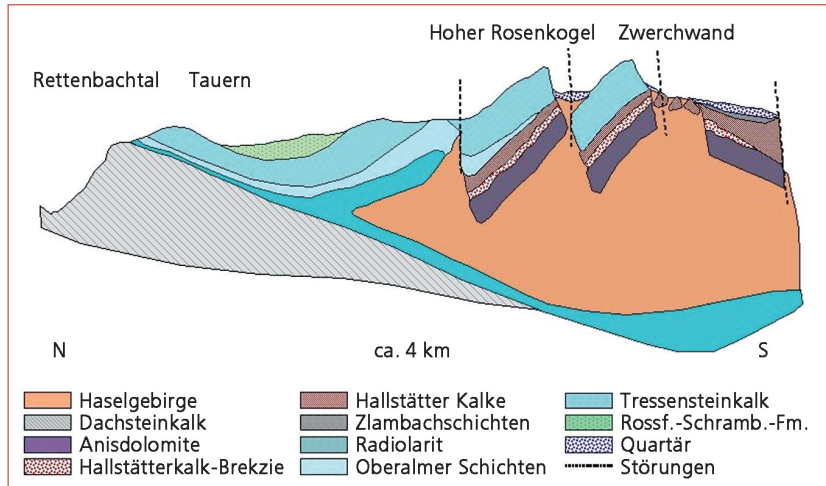 Hoher Rosenkogel Zwerchwand
Rettenbachtal Tauern
N ca. 4 km S
Haselgebirge
Dachsteinkalk
Anisdolomite
Hallstätterkalk-Brekzie
Hallstätter Kalke
Zlambachschichten
Radiolarit
Oberalmer Schichten
Tressensteinkalk
Rossf.-Schramb.-Fm.
Quartär
Störungen